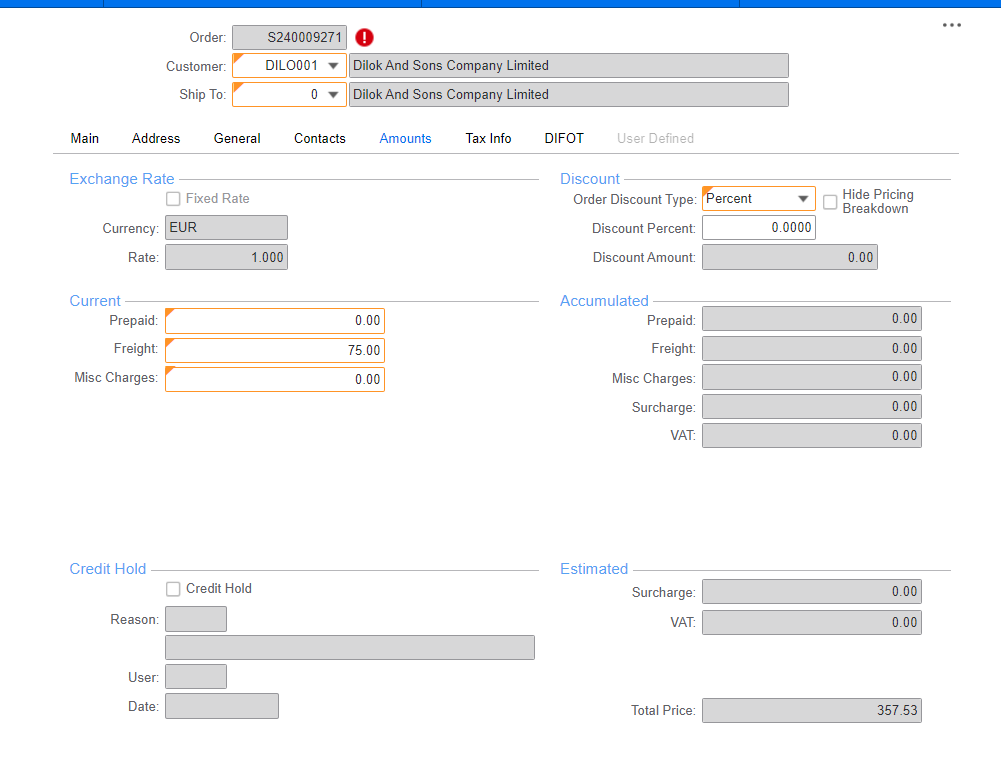 Order: S240009271
Customer: DILO001 Dilok And Sons Company Limited
Ship To: 0 Dilok And Sons Company Limited
Main Address General Contacts Amounts Tax Info DIFOT User Defined
Exchange Rate
Fixed Rate
Currency: EUR
Rate: 1.000
Discount
Order Discount Type: Percent
Hide Pricing
Breakdown
Discount Percent: 0.0000
Discount Amount: 0.00
Current
Prepaid: 0.00
Freight: 75.00
Misc Charges: 0.00
Accumulated
Prepaid: 0.00
Freight: 0.00
Misc Charges: 0.00
Surcharge: 0.00
VAT: 0.00
Credit Hold
Credit Hold
Reason:
User:
Date:
Estimated
Surcharge: 0.00
VAT: 0.00
Total Price: 357.53